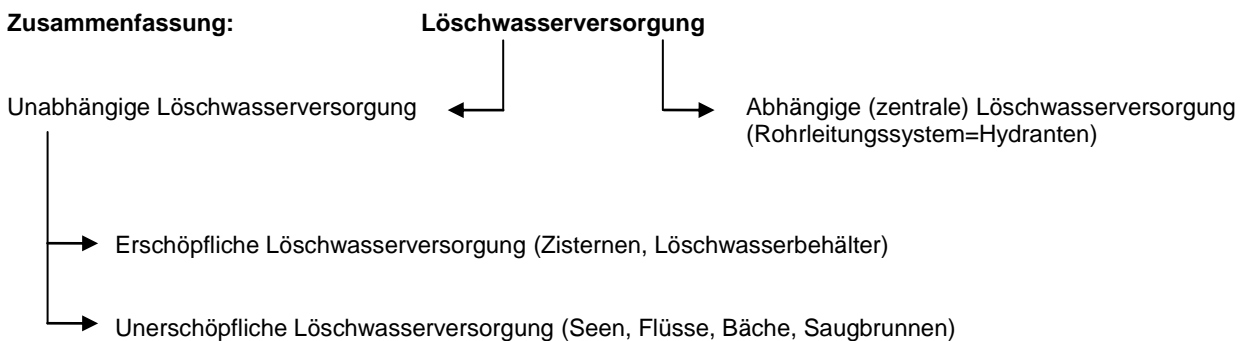 Zusammenfassung: Löschwasserversorgung
Unabhängige Löschwasserversorgung
Abhängige (zentrale) Löschwasserversorgung
(Rohrleitungssystem=Hydranten)
Erschöpfliche Löschwasserversorgung (Zisternen, Löschwasserbehälter)
Unerschöpfliche Löschwasserversorgung (Seen, Flüsse, Bäche, Saugbrunnen)